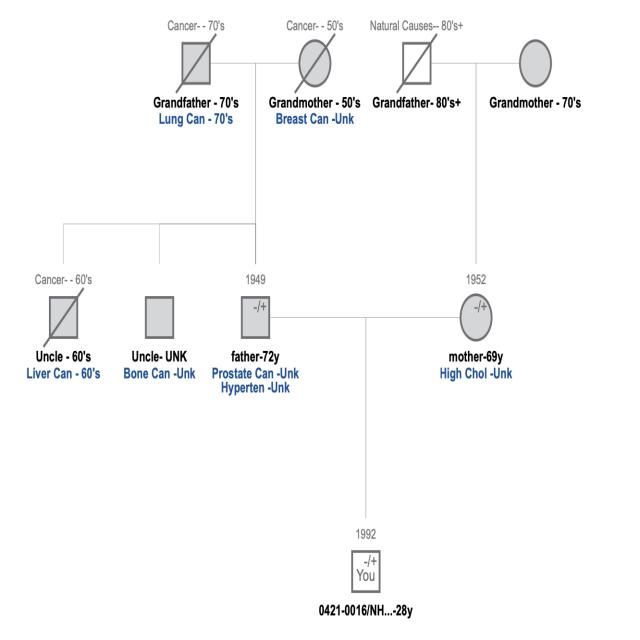 Cancer- - 70's
Cancer- - 50's
Natural Causes-- 80's+
Grandfather - 70's
Lung Can - 70's
Grandmother - 50's
Breast Can -Unk
Grandfather- 80's+
Grandmother - 70's
Cancer- - 60's
1949
1952
-/+
-/+
Uncle - 60's
Liver Can - 60's
Uncle- UNK
Bone Can -Unk
father-72y
Prostate Can -Unk
Hyperten -Unk
mother-69y
High Chol -Unk
1992
-/+
You
0421-0016/NH...-28y